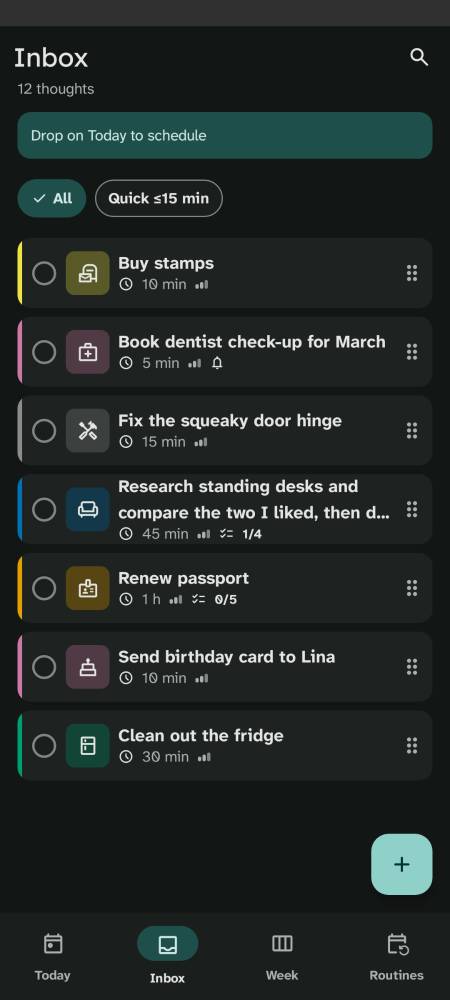 Inbox
12 thoughts
Drop on Today to schedule
All
Quick ≤15 min
Buy stamps
10 min
Book dentist check-up for March
5 min
Fix the squeaky door hinge
15 min
Research standing desks and
compare the two I liked, then d...
45 min 1/4
Renew passport
1 h 0/5
Send birthday card to Lina
10 min
Clean out the fridge
30 min
Today
Inbox
Week
Routines